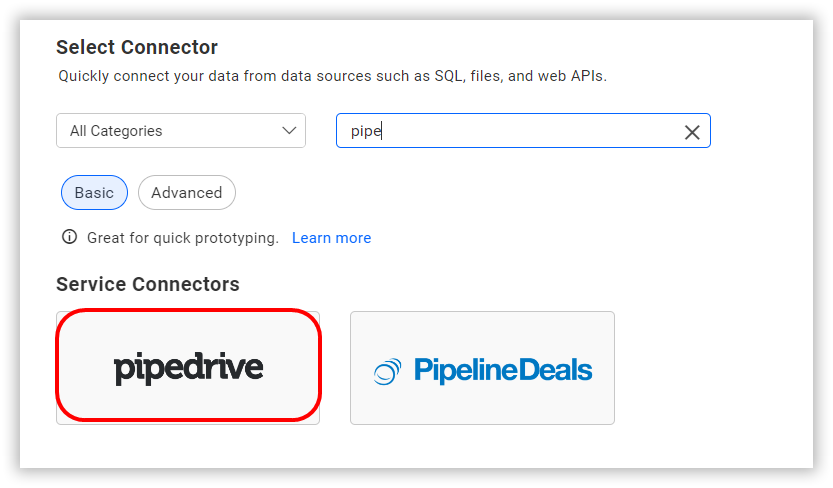 Select Connector
Quickly connect your data from data sources such as SQL, files, and web APIs.
All Categories
pipe
Basic
Advanced
Great for quick prototyping. Learn more
Service Connectors
pipedrive
PipelineDeals